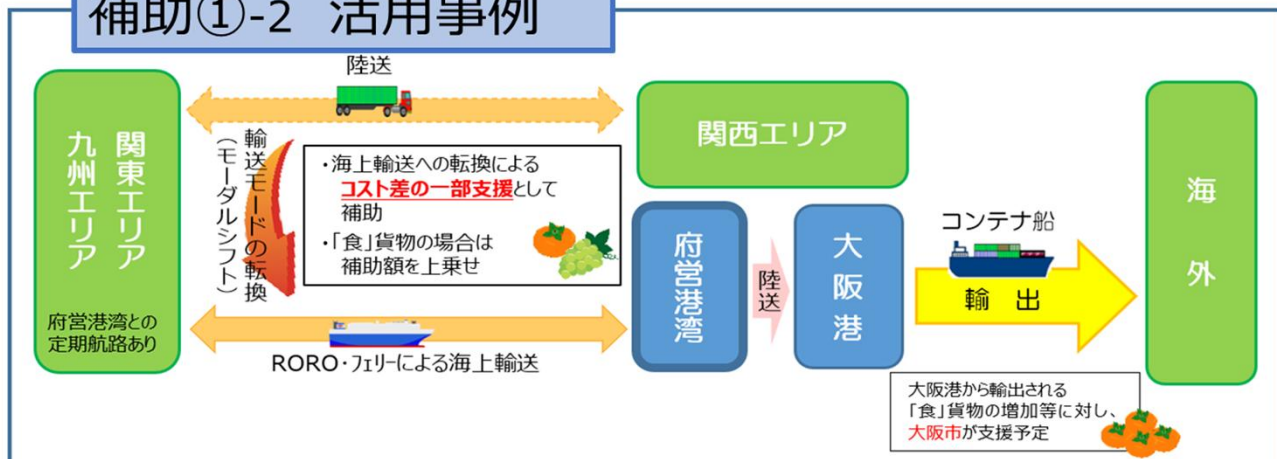 補助①-2 活用事例
陸送
関東エリア
九州エリア
府営港湾との
定期航路あり
輸送モードの転換
(モーダルシフト)
・海上輸送への転換による
コスト差の一部支援として
補助
・「食」貨物の場合は
補助額を上乗せ
RORO・フェリーによる海上輸送
関西エリア
府営港湾
陸送
大阪港
コンテナ船
輸出
海外
大阪港から輸出される
「食」貨物の増加等に対し、
大阪市が支援予定